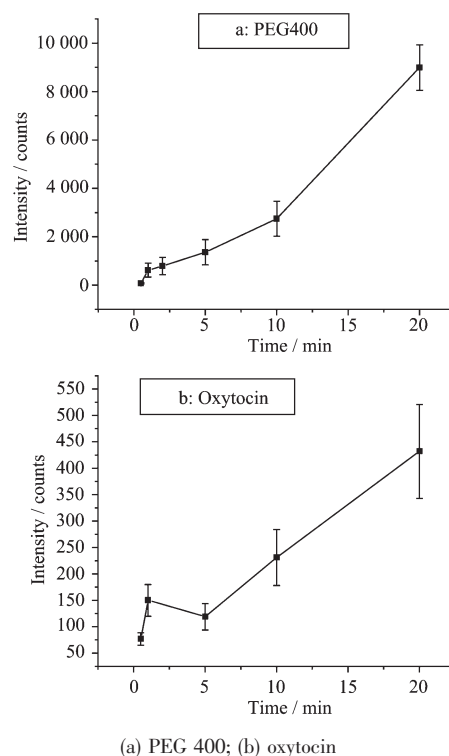 a: PEG400
10 000
8 000
6 000
4 000
2 000
0
Intensity / counts
0 5 10 15 20
Time / min
b: Oxytocin
550
500
450
400
350
300
250
200
150
100
50
Intensity / counts
0 5 10 15 20
Time / min
(a) PEG 400; (b) oxytocin